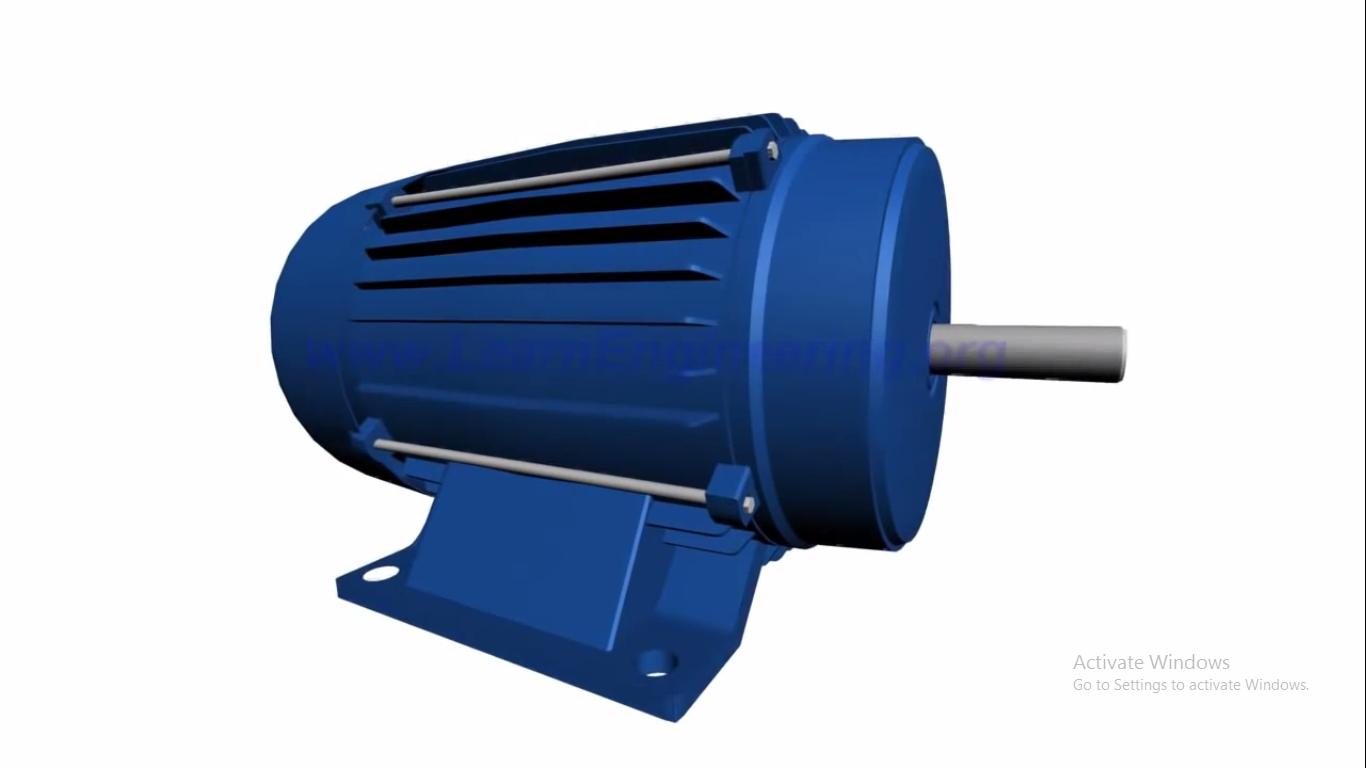 www.LearnEngineering.org
Activate Windows
Go to Settings to activate Windows.